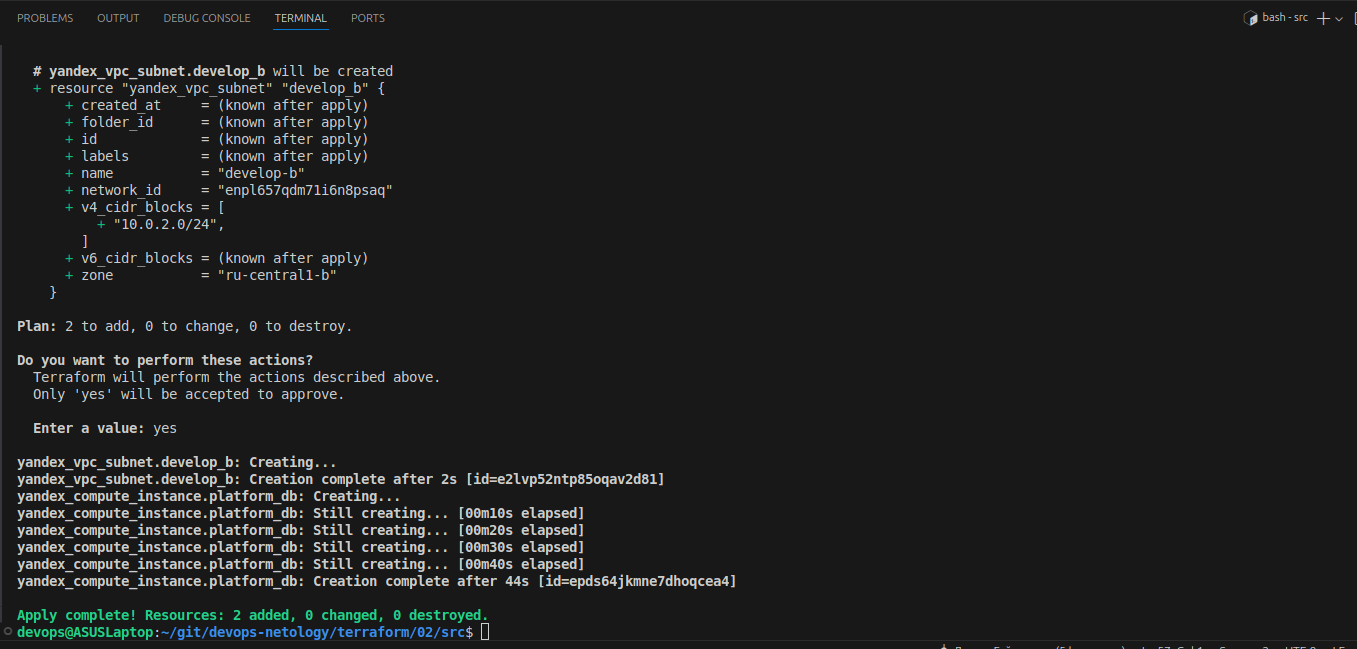 PROBLEMS OUTPUT DEBUG CONSOLE TERMINAL PORTS bash - src
# yandex_vpc_subnet.develop_b will be created
+ resource "yandex_vpc_subnet" "develop_b" {
+ created_at = (known after apply)
+ folder_id = (known after apply)
+ id = (known after apply)
+ labels = (known after apply)
+ name = "develop-b"
+ network_id = "enpl657qdm71i6n8psaq"
+ v4_cidr_blocks = [
+ "10.0.2.0/24",
]
+ v6_cidr_blocks = (known after apply)
+ zone = "ru-central1-b"
}
Plan: 2 to add, 0 to change, 0 to destroy.
Do you want to perform these actions?
Terraform will perform the actions described above.
Only 'yes' will be accepted to approve.
Enter a value: yes
yandex_vpc_subnet.develop_b: Creating...
yandex_vpc_subnet.develop_b: Creation complete after 2s [id=e2lvp52ntp85oqav2d81]
yandex_compute_instance.platform_db: Creating...
yandex_compute_instance.platform_db: Still creating... [00m10s elapsed]
yandex_compute_instance.platform_db: Still creating... [00m20s elapsed]
yandex_compute_instance.platform_db: Still creating... [00m30s elapsed]
yandex_compute_instance.platform_db: Still creating... [00m40s elapsed]
yandex_compute_instance.platform_db: Creation complete after 44s [id=epds64jkmne7dhoqcea4]
Apply complete! Resources: 2 added, 0 changed, 0 destroyed.
devops@ASUSLaptop:~/git/devops-netology/terraform/02/src$